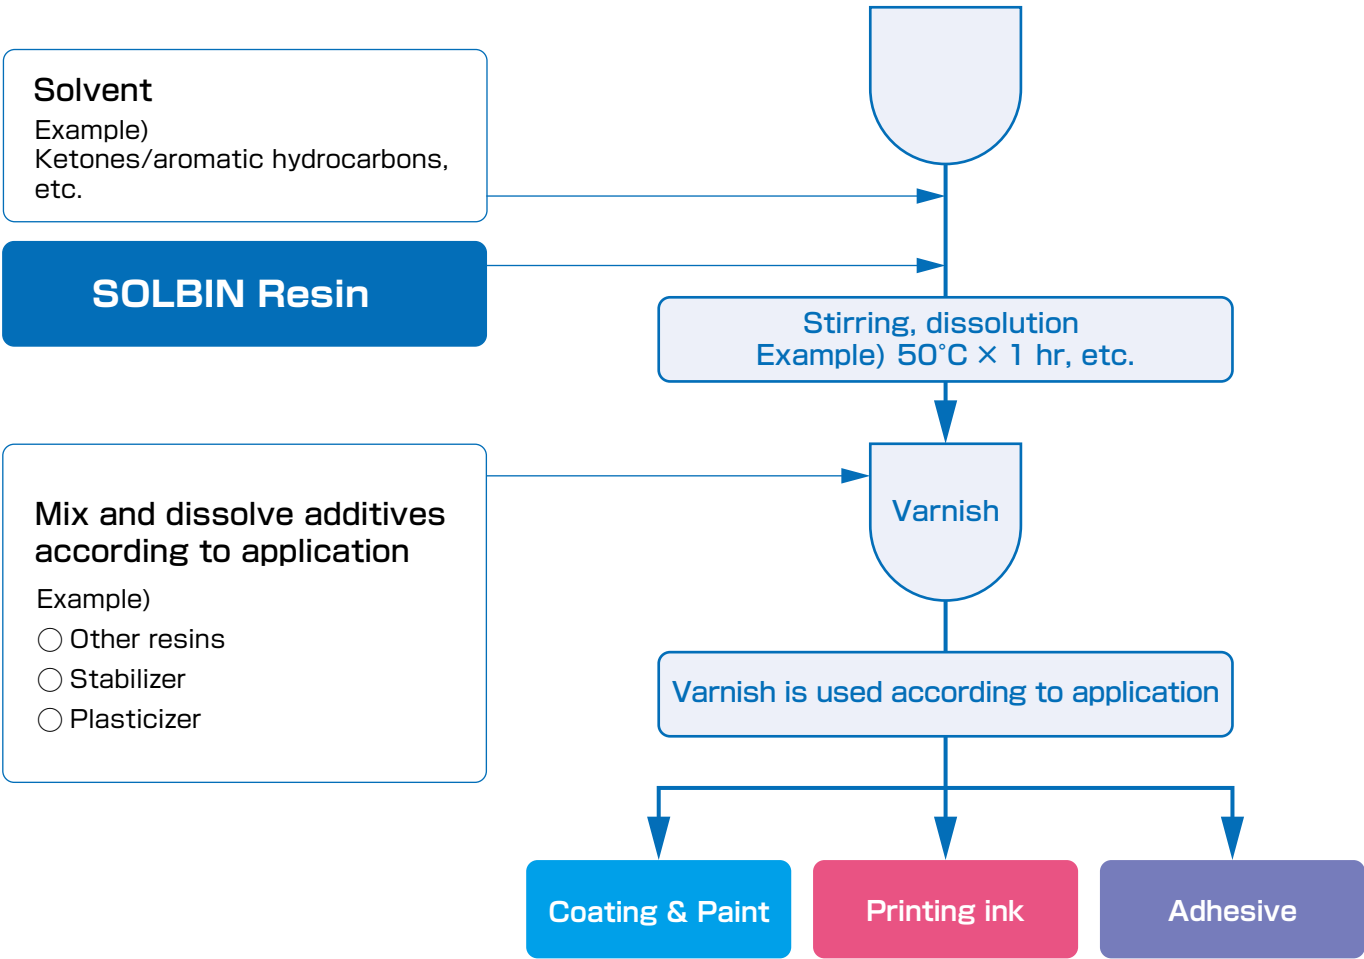 Solvent
Example)
Ketones/aromatic hydrocarbons,
etc.
SOLBIN Resin
Stirring, dissolution
Example) 50°C × 1 hr, etc.
Mix and dissolve additives
according to application
Example)
○ Other resins
○ Stabilizer
○ Plasticizer
Varnish
Varnish is used according to application
Coating & Paint
Printing ink
Adhesive